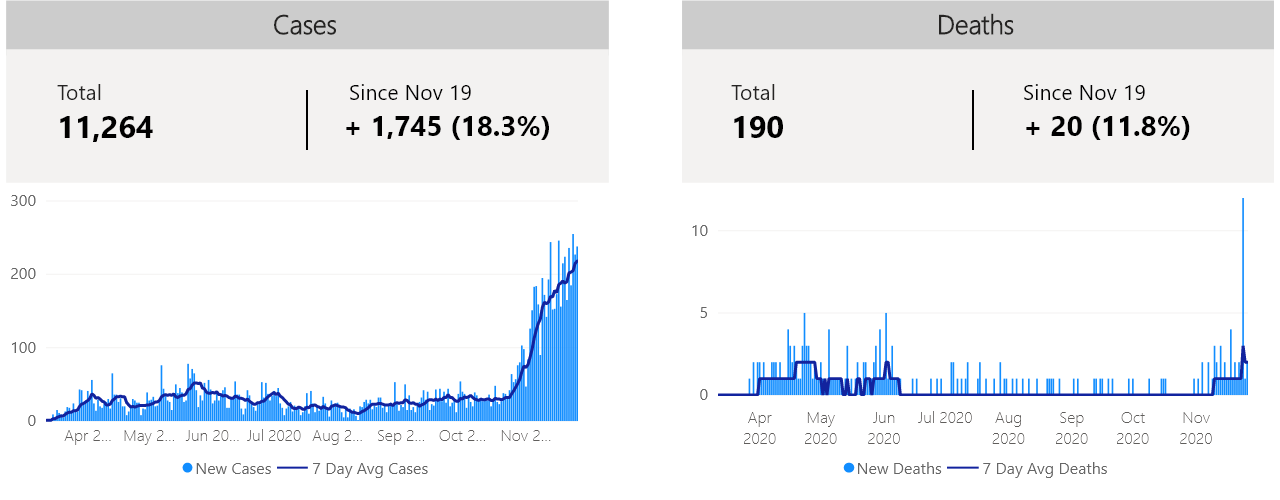 Cases
Total
Since Nov 19
11,264
+ 1,745 (18.3%)
300
200
100
0
Apr 2... May 2... Jun 20... Jul 2020 Aug 2... Sep 2... Oct 2... Nov 2...
New Cases 7 Day Avg Cases
Deaths
Total
Since Nov 19
190
+ 20 (11.8%)
10
5
0
Apr 2020
May 2020
Jun 2020
Jul 2020
Aug 2020
Sep 2020
Oct 2020
Nov 2020
New Deaths 7 Day Avg Deaths